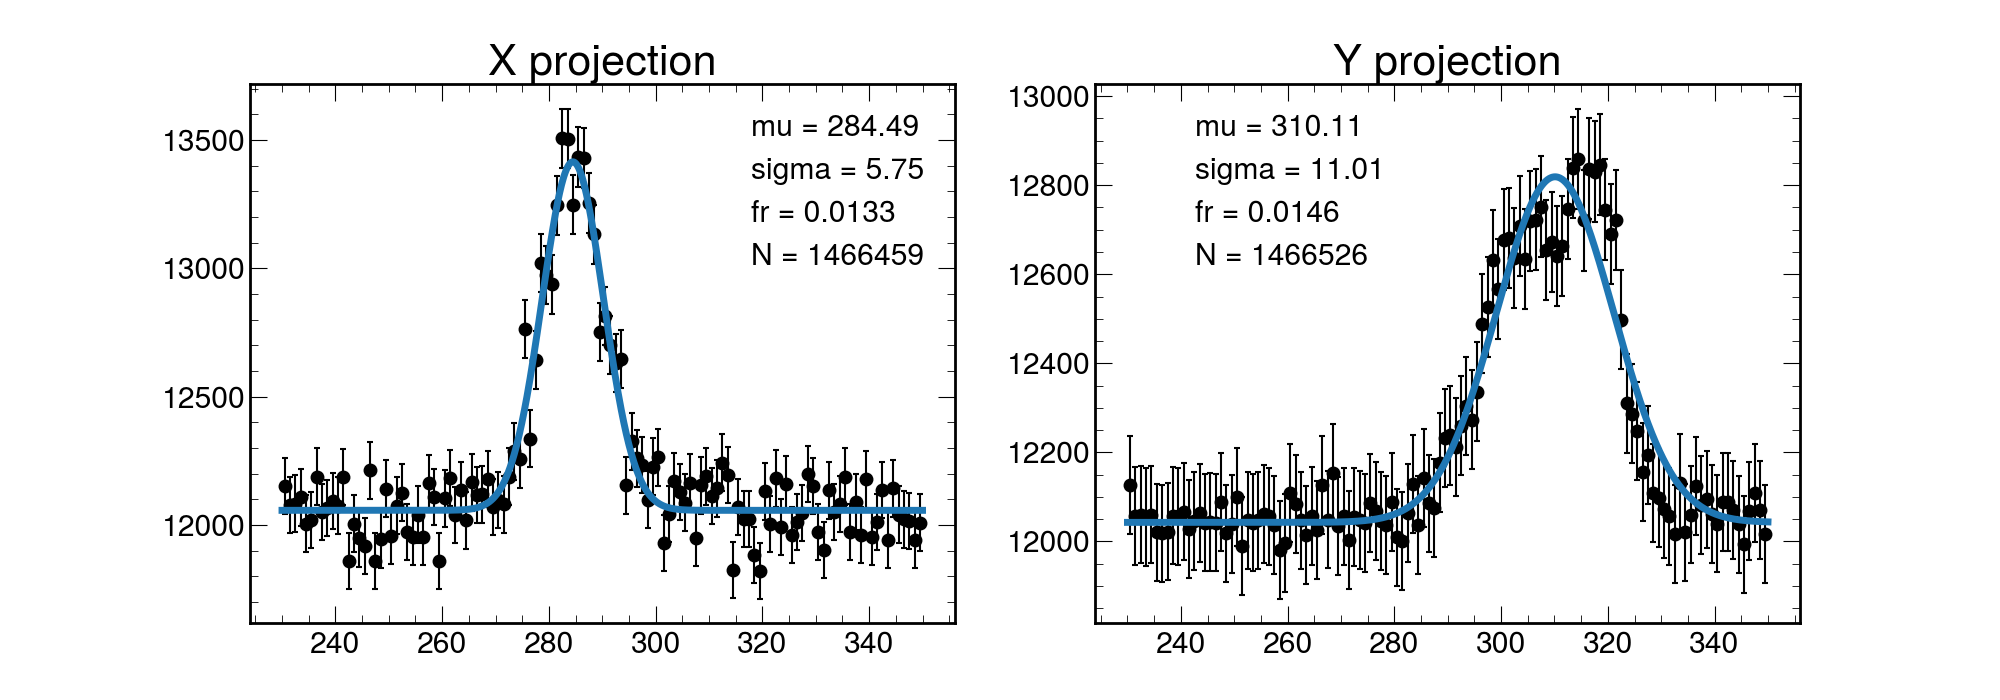 X projection
13500
13000
12500
12000
mu = 284.49
sigma = 5.75
fr = 0.0133
N = 1466459
240 260 280 300 320 340
Y projection
13000
12800
12600
12400
12200
12000
mu = 310.11
sigma = 11.01
fr = 0.0146
N = 1466526
240 260 280 300 320 340